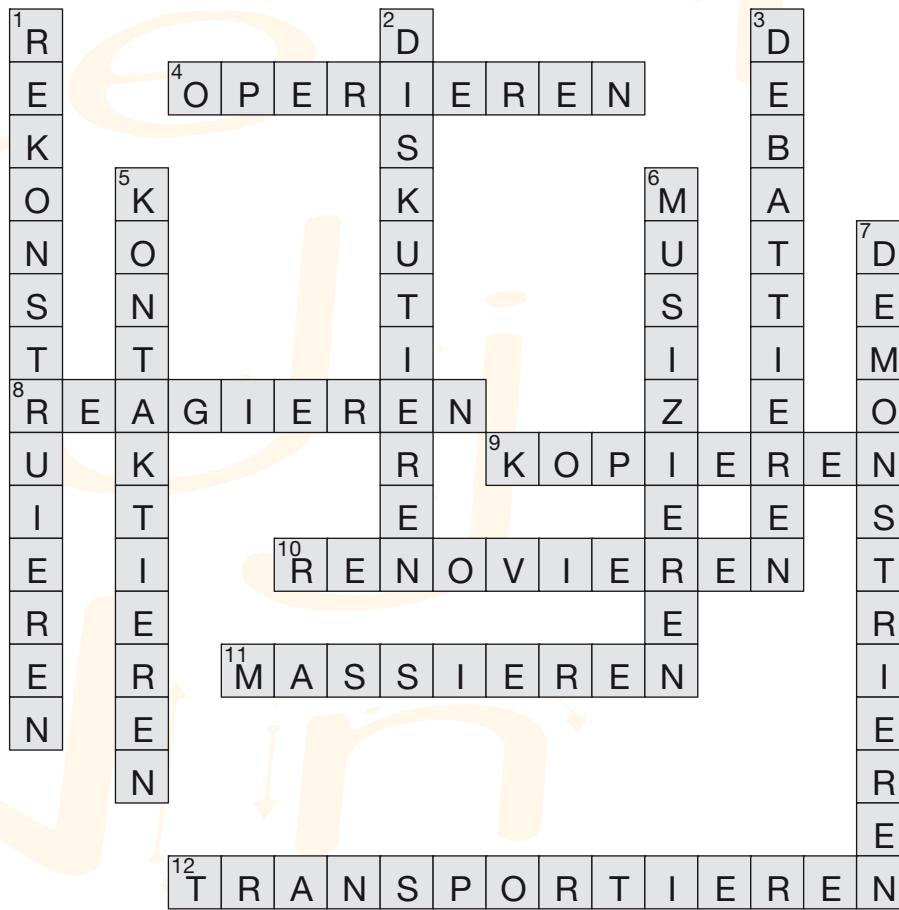 1 REKONSTRUIEREN
2 DISKUTIEREN
3 DEBATTIEREN
4 OPERIEREN
5 KONTAKTIEREN
6 MUSIZIEREN
7 DEMONSTRIEREN
8 REAGIEREN
9 KOPIEREN
10 RENOVIEREN
11 MASSIEREN
12 TRANSPORTIEREN